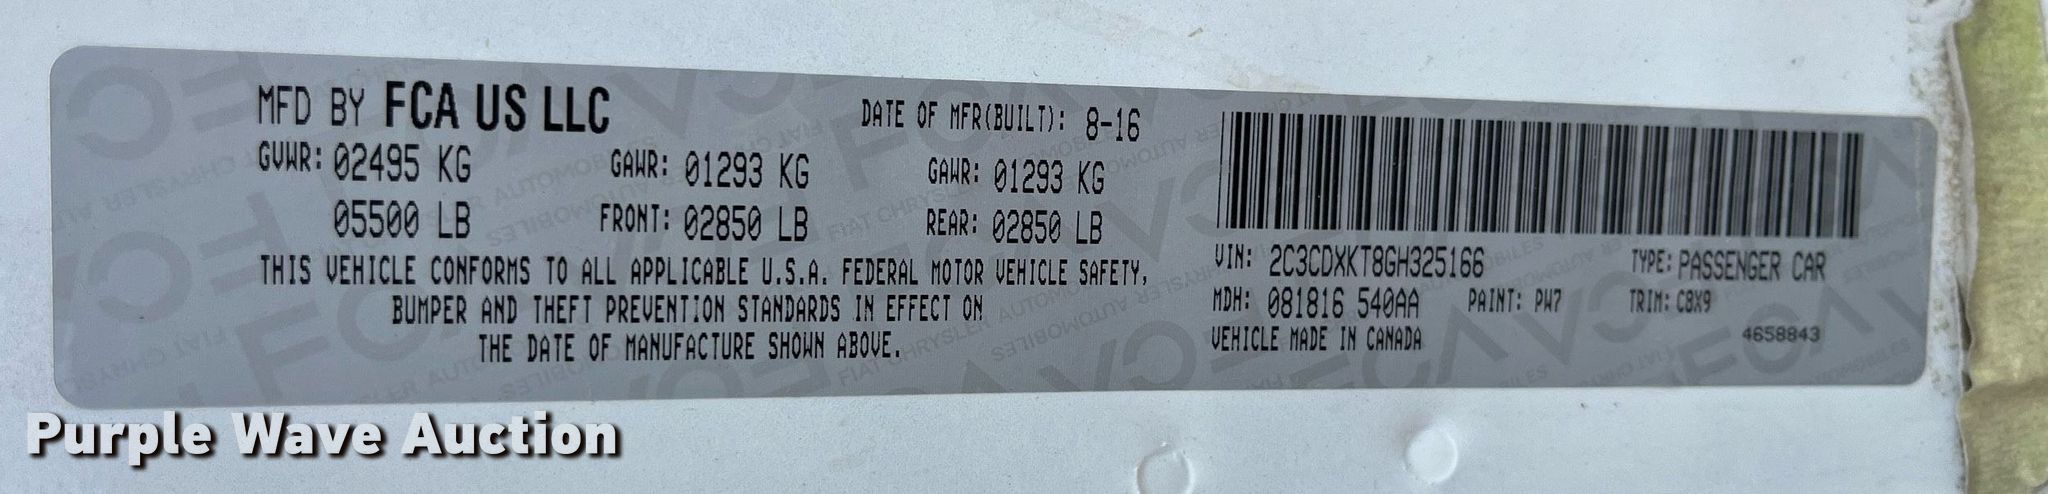 MFD BY FCA US LLC DATE OF MFR(BUILT): 8-16
GVWR: 02495 KG GAWR: 01293 KG GAWR: 01293 KG
05500 LB FRONT: 02850 LB REAR: 02850 LB
THIS VEHICLE CONFORMS TO ALL APPLICABLE U.S.A. FEDERAL MOTOR VEHICLE SAFETY,
BUMPER AND THEFT PREVENTION STANDARDS IN EFFECT ON
THE DATE OF MANUFACTURE SHOWN ABOVE.
VIN: 2C3CDXKT8GH325166 TYPE: PASSENGER CAR
MDH: 081816 540AA PAINT: PW7 TRIM: C8X9
VEHICLE MADE IN CANADA 4658843
Purple Wave Auction